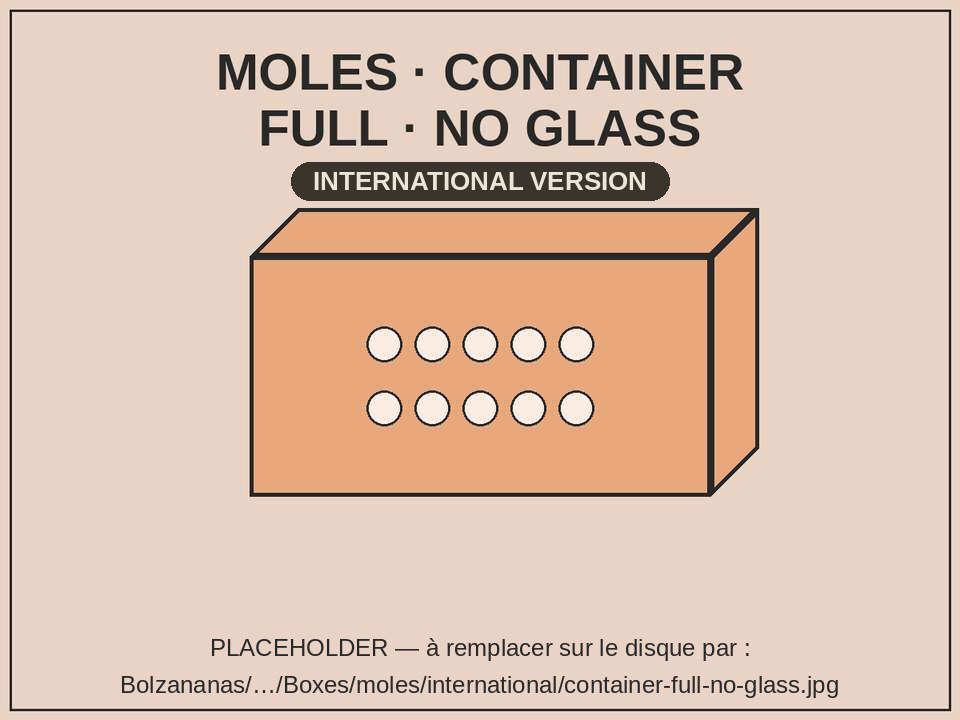 MOLES · CONTAINER
FULL · NO GLASS
INTERNATIONAL VERSION
PLACEHOLDER — à remplacer sur le disque par :
Bolzananas/…/Boxes/moles/international/container-full-no-glass.jpg